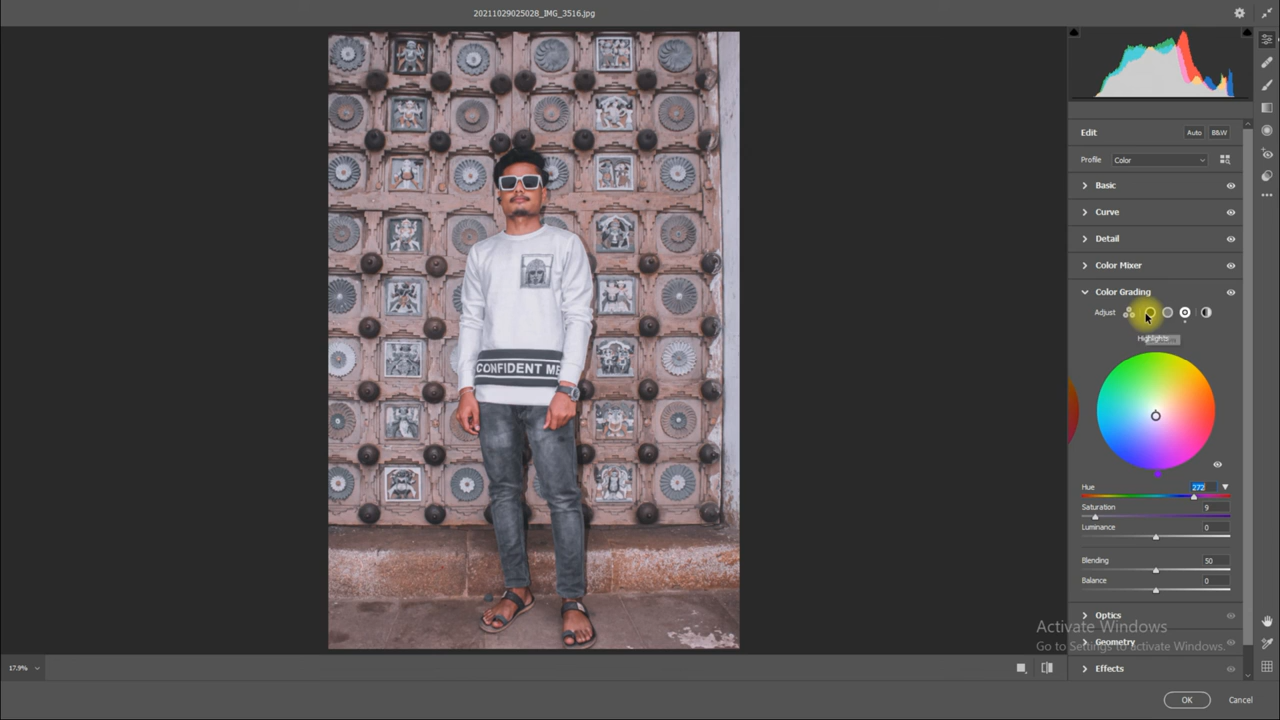 20211029025028_IMG_3516.jpg
Edit
Auto
B&W
Profile
Color
Basic
Curve
Detail
Color Mixer
Color Grading
Adjust
Highlights
Hue
272
Saturation
9
Luminance
0
Blending
50
Balance
0
Optics
Activate Windows
Geometry
Go to Settings to activate Windows.
Effects
CONFIDENT ME
17.9%
OK
Cancel